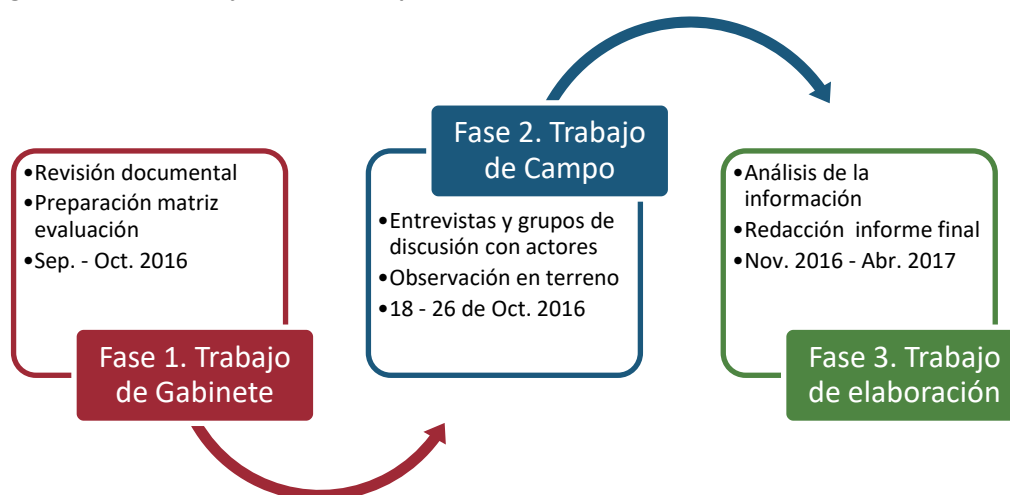 •Revisión documental
•Preparación matriz
evaluación
•Sep. - Oct. 2016
Fase 1. Trabajo
de Gabinete
Fase 2. Trabajo
de Campo
•Entrevistas y grupos de
discusión con actores
•Observación en terreno
•18 - 26 de Oct. 2016
•Análisis de la
información
•Redacción informe final
•Nov. 2016 - Abr. 2017
Fase 3. Trabajo
de elaboración